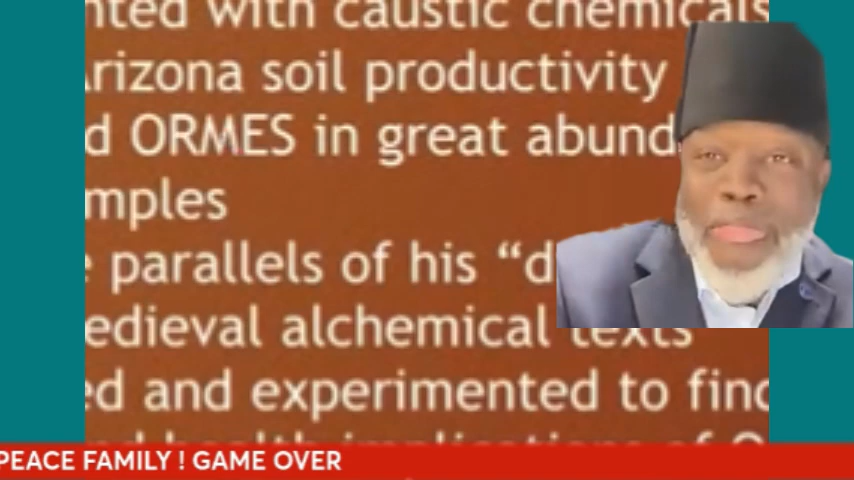 nted with caustic chemicals
Arizona soil productivity
d ORMES in great abund
mples
e parallels of his “d
edieval alchemical texts
ed and experimented to find
PEACE FAMILY ! GAME OVER